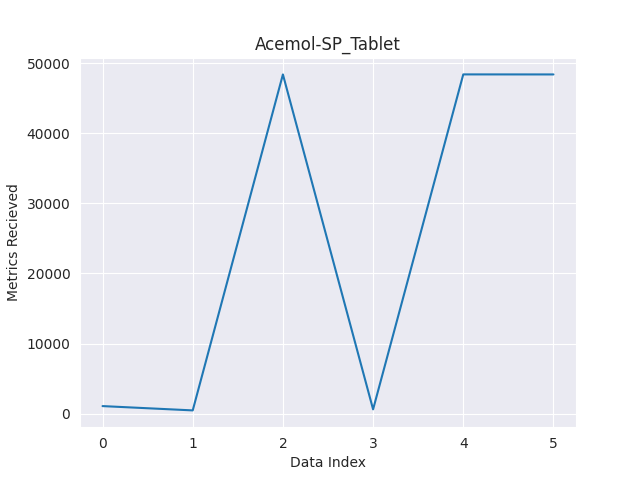 Acemol-SP_Tablet
50000
40000
30000
20000
10000
0
Metrics Recieved
0 1 2 3 4 5
Data Index